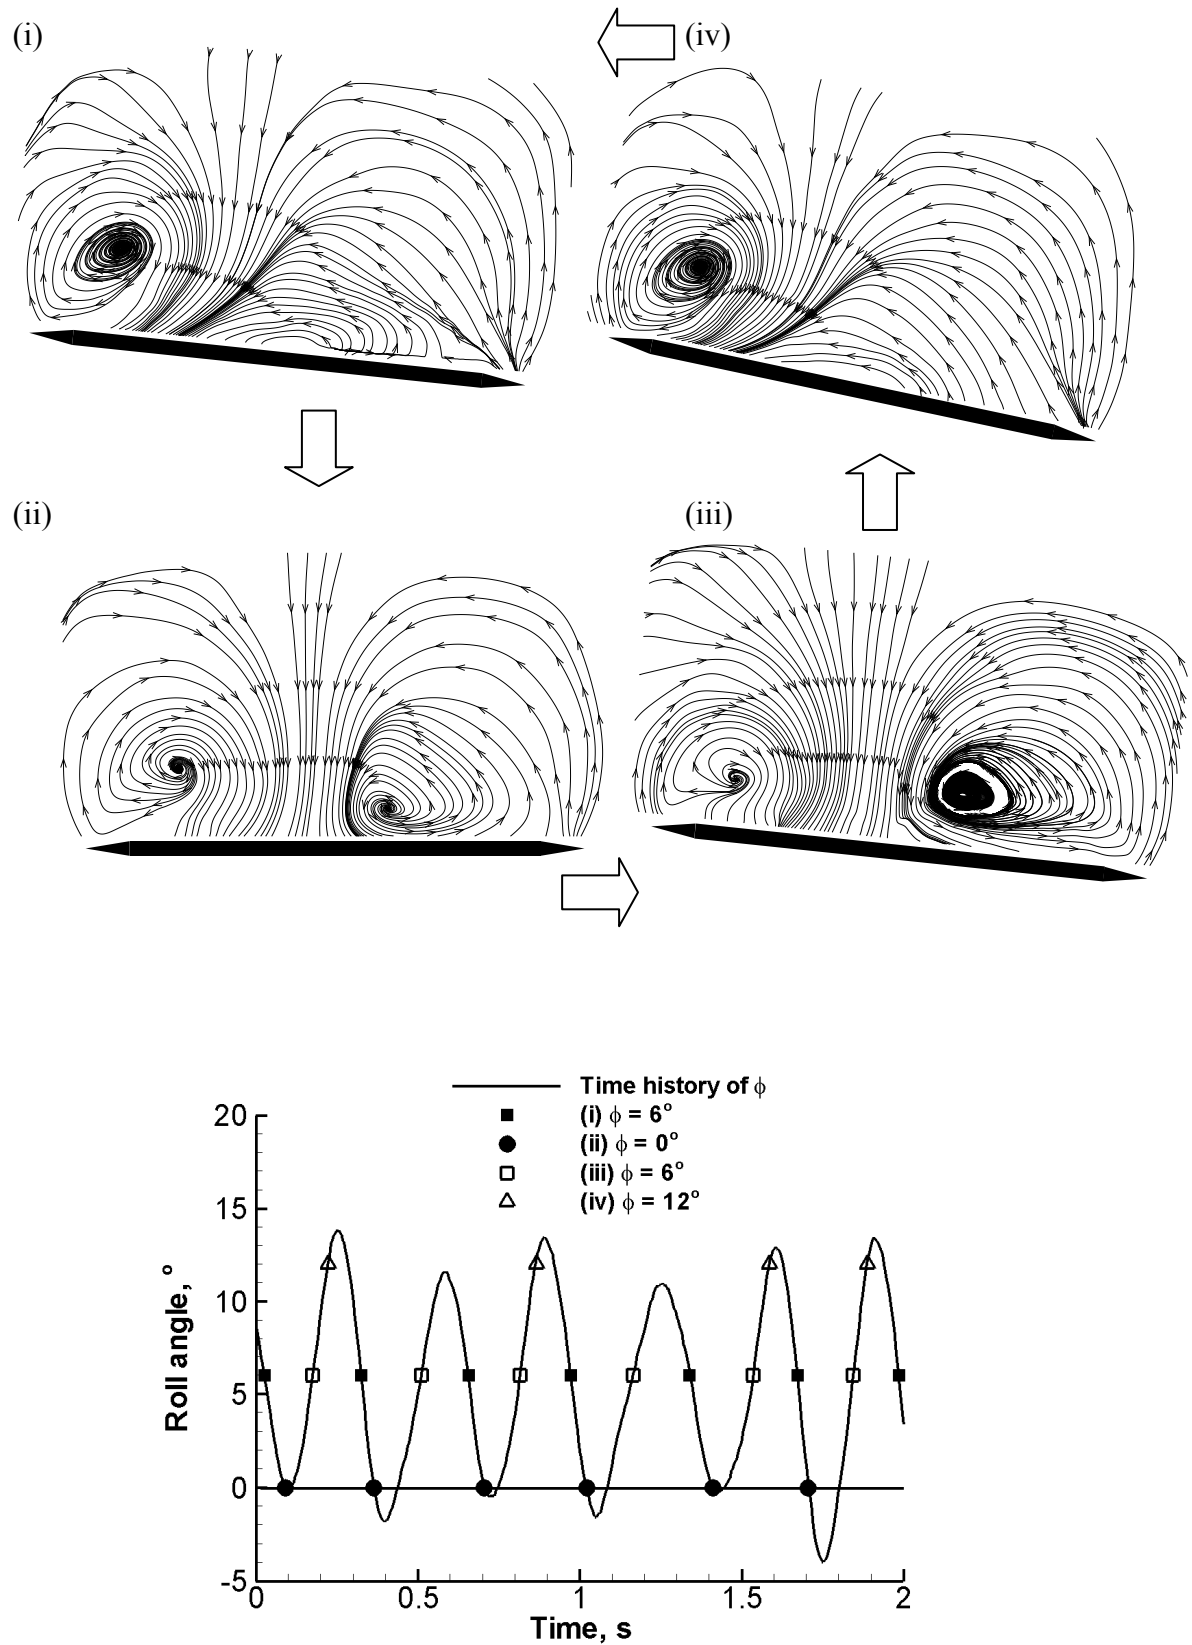 (i)
(iv)
(ii)
(iii)
Time history of ϕ
(i) ϕ = 6°
(ii) ϕ = 0°
(iii) ϕ = 6°
(iv) ϕ = 12°
20
15
10
5
0
-5
Roll angle, °
0 0.5 1 1.5 2
Time, s